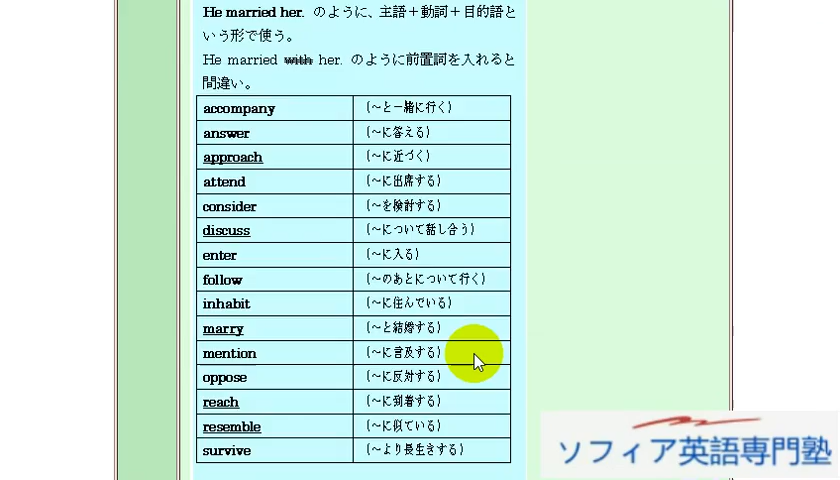 He married her. のように、主語＋動詞＋目的語と
いう形で使う。
He married with her. のように前置詞を入れると
間違い。
accompany (～と一緒に行く)
answer (～に答える)
approach (～に近づく)
attend (～に出席する)
consider (～を検討する)
discuss (～について話し合う)
enter (～に入る)
follow (～のあとについて行く)
inhabit (～に住んでいる)
marry (～と結婚する)
mention (～に言及する)
oppose (～に反対する)
reach (～に到着する)
resemble (～に似ている)
survive (～より長生きする)
ソフィア英語専門塾